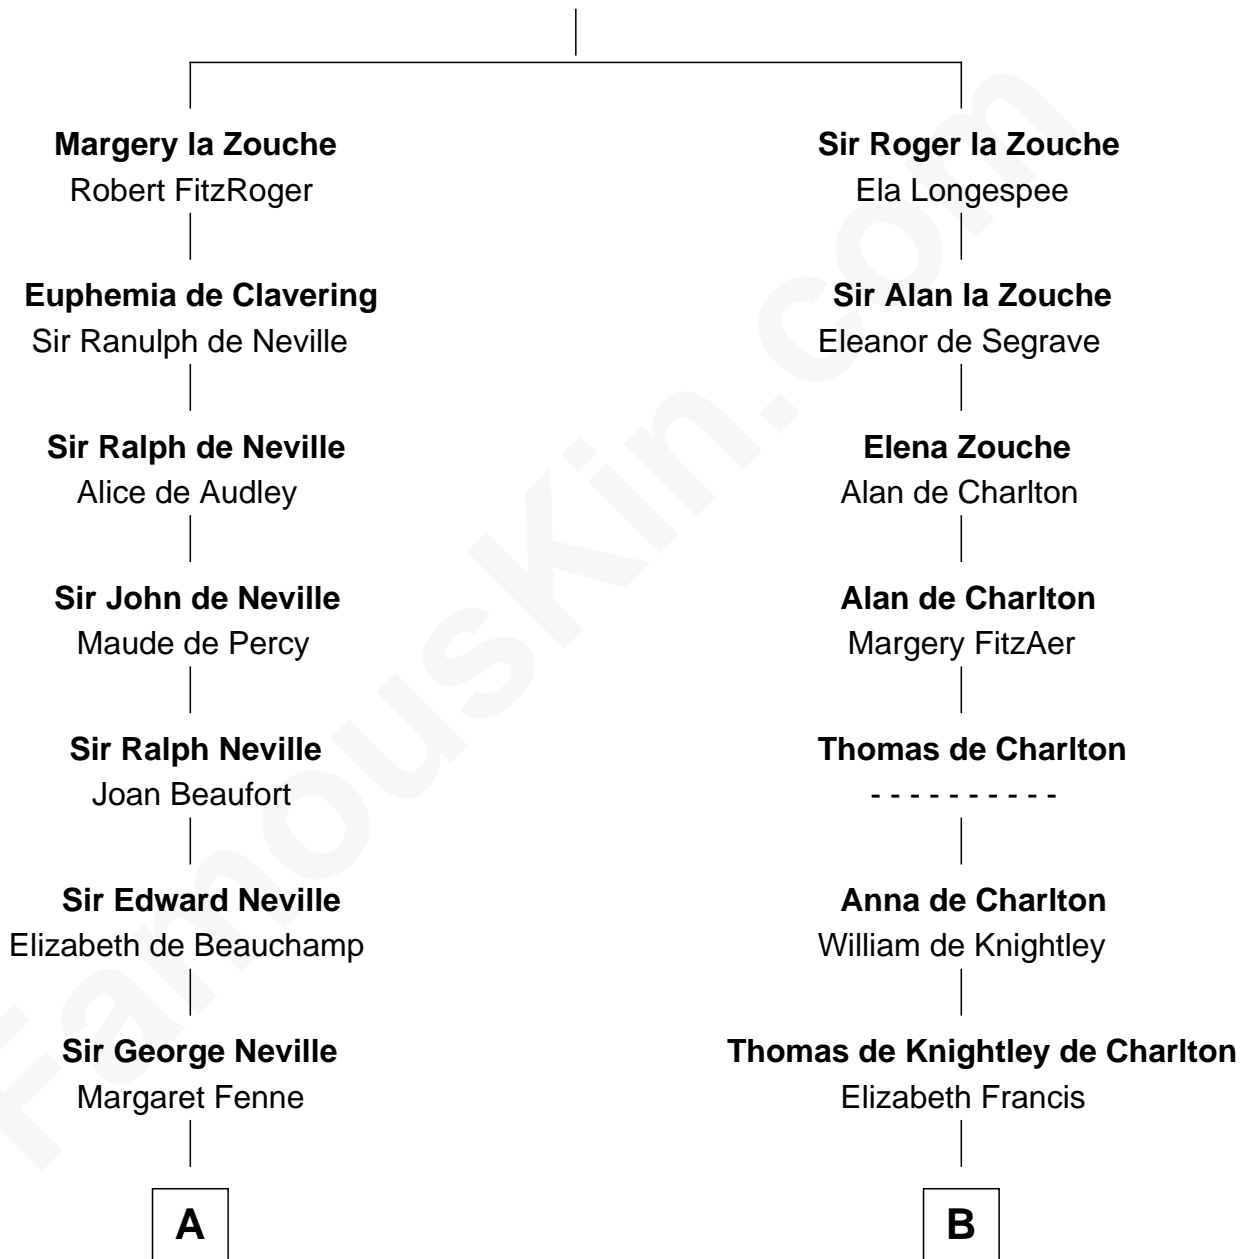 Margery la Zouche
Robert FitzRoger
Sir Roger la Zouche
Ela Longespee
Euphemia de Clavering
Sir Ranulph de Neville
Sir Alan la Zouche
Eleanor de Segrave
Sir Ralph de Neville
Alice de Audley
Elena Zouche
Alan de Charlton
Sir John de Neville
Maude de Percy
Alan de Charlton
Margery FitzAer
Sir Ralph Neville
Joan Beaufort
Thomas de Charlton
- - - - - - - - - -
Sir Edward Neville
Elizabeth de Beauchamp
Anna de Charlton
William de Knightley
Sir George Neville
Margaret Fenne
Thomas de Knightley de Charlton
Elizabeth Francis
A
B
FamousKin.com